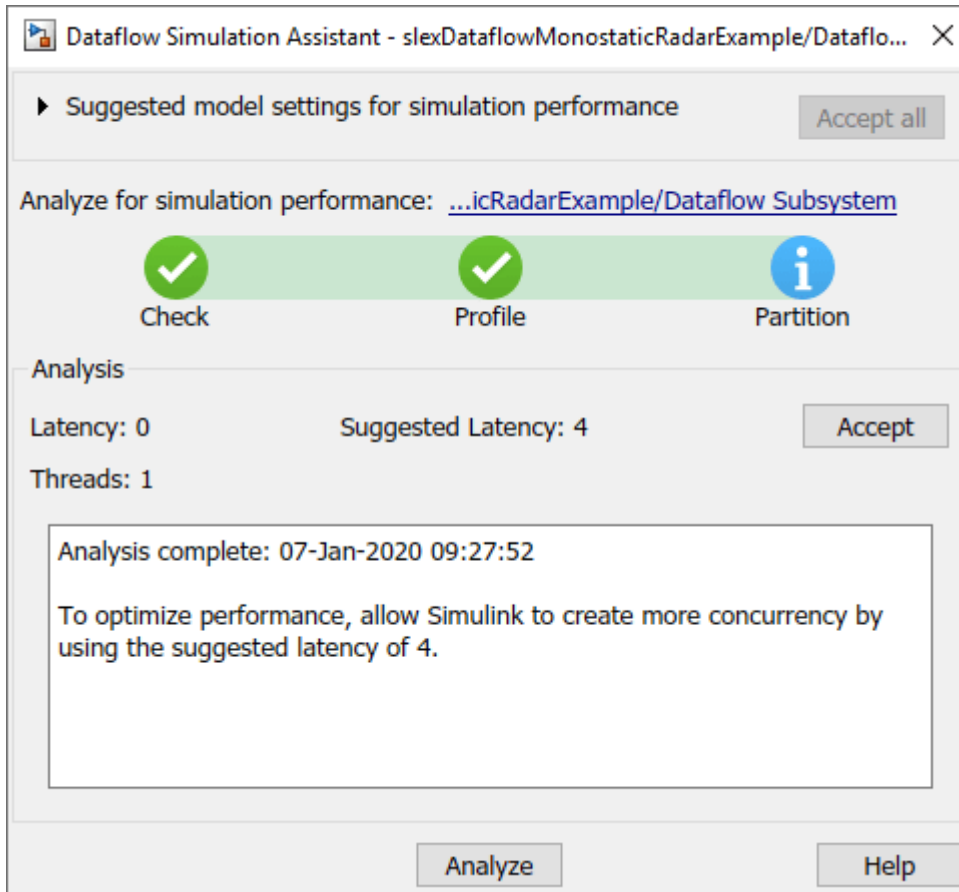 Dataflow Simulation Assistant - slexDataflowMonostaticRadarExample/Dataflo...
Suggested model settings for simulation performance
Accept all
Analyze for simulation performance: ...icRadarExample/Dataflow Subsystem
Check
Profile
Partition
Analysis
Latency: 0
Suggested Latency: 4
Accept
Threads: 1
Analysis complete: 07-Jan-2020 09:27:52
To optimize performance, allow Simulink to create more concurrency by
using the suggested latency of 4.
Analyze
Help